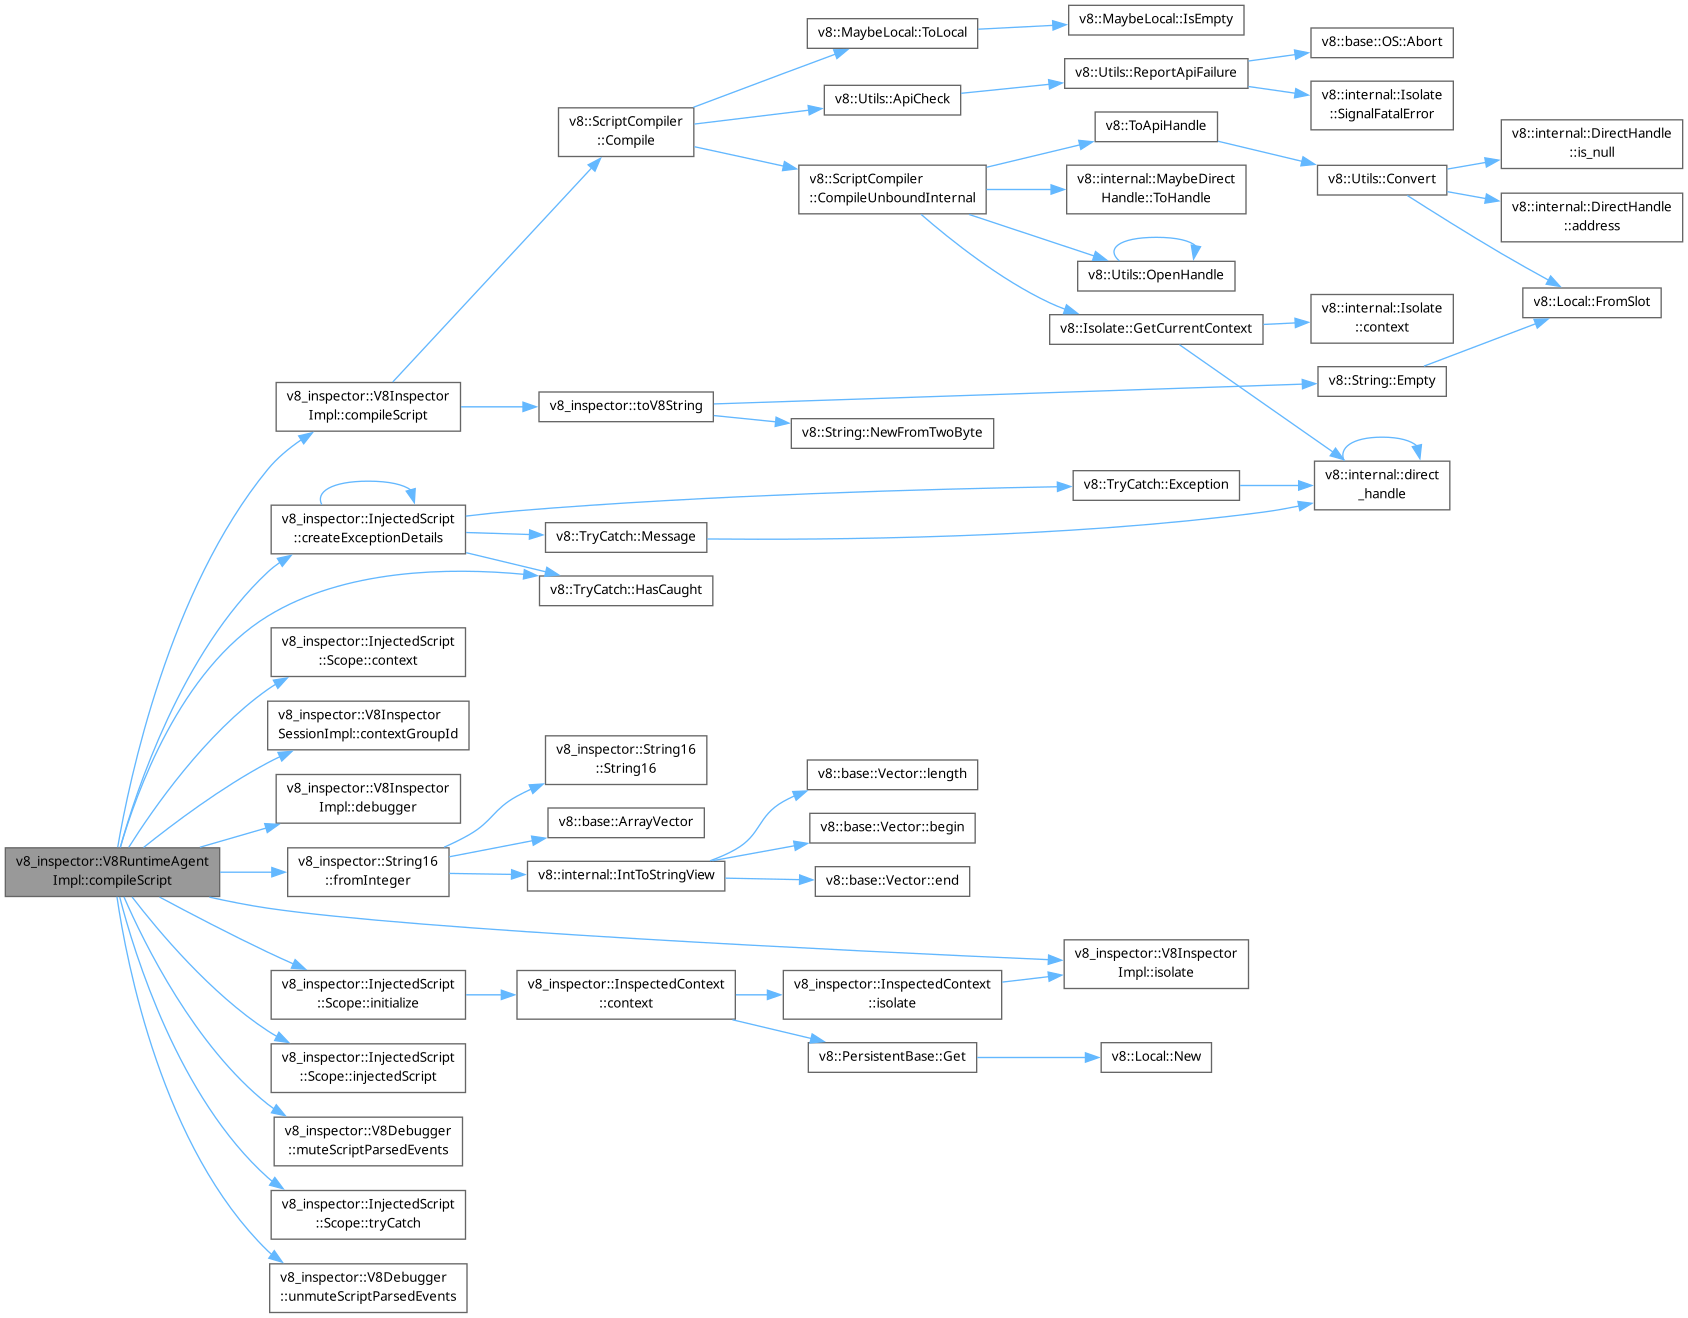 v8::MaybeLocal::IsEmpty
v8::MaybeLocal::ToLocal
v8::base::OS::Abort
v8::Utils::ReportApiFailure
v8::Utils::ApiCheck
v8::internal::Isolate
::SignalFatalError
v8::ScriptCompiler
::Compile
v8::ToApiHandle
v8::internal::DirectHandle
::is_null
v8::Utils::Convert
v8::ScriptCompiler
::CompileUnboundInternal
v8::internal::MaybeDirect
Handle::ToHandle
v8::internal::DirectHandle
::address
v8::Utils::OpenHandle
v8::Local::FromSlot
v8::Isolate::GetCurrentContext
v8::internal::Isolate
::context
v8::String::Empty
v8_inspector::V8Inspector
Impl::compileScript
v8_inspector::toV8String
v8::String::NewFromTwoByte
v8::internal::direct
_handle
v8::TryCatch::Exception
v8_inspector::InjectedScript
::createExceptionDetails
v8::TryCatch::Message
v8::TryCatch::HasCaught
v8_inspector::InjectedScript
::Scope::context
v8_inspector::V8Inspector
SessionImpl::contextGroupId
v8_inspector::String16
::String16
v8::base::Vector::length
v8_inspector::V8Inspector
Impl::debugger
v8::base::ArrayVector
v8::base::Vector::begin
v8_inspector::V8RuntimeAgent
Impl::compileScript
v8_inspector::String16
::fromInteger
v8::internal::IntToStringView
v8::base::Vector::end
v8_inspector::V8Inspector
Impl::isolate
v8_inspector::InjectedScript
::Scope::initialize
v8_inspector::InspectedContext
::context
v8_inspector::InspectedContext
::isolate
v8::PersistentBase::Get
v8::Local::New
v8_inspector::InjectedScript
::Scope::injectedScript
v8_inspector::V8Debugger
::muteScriptParsedEvents
v8_inspector::InjectedScript
::Scope::tryCatch
v8_inspector::V8Debugger
::unmuteScriptParsedEvents